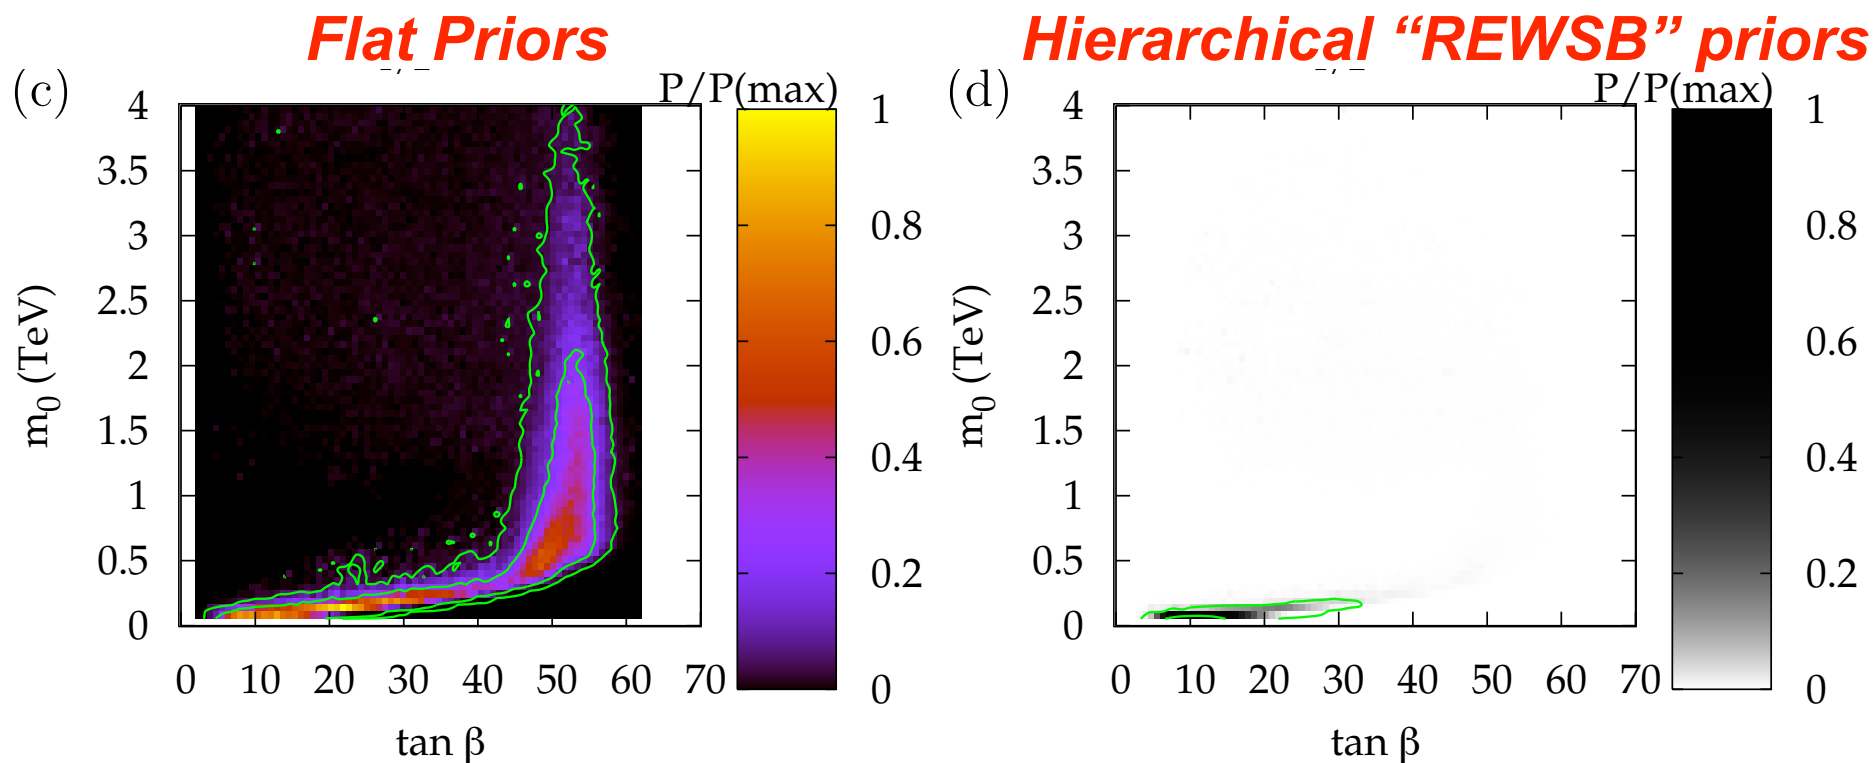 Flat Priors
Hierarchical “REWSB” priors
(c)
P/P(max)
4
3.5
3
2.5
2
1.5
1
0.5
0
m0 (TeV)
0 10 20 30 40 50 60 70
tan β
1
0.8
0.6
0.4
0.2
0
(d)
P/P(max)
4
3.5
3
2.5
2
1.5
1
0.5
0
m0 (TeV)
0 10 20 30 40 50 60 70
tan β
1
0.8
0.6
0.4
0.2
0